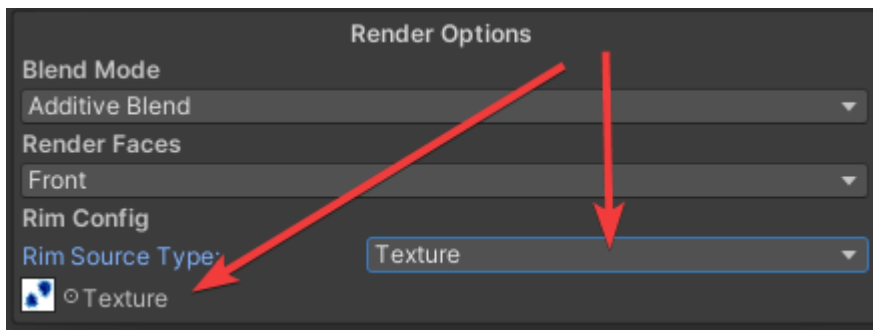 Render Options
Blend Mode
Additive Blend
Render Faces
Front
Rim Config
Rim Source Type: Texture
Texture